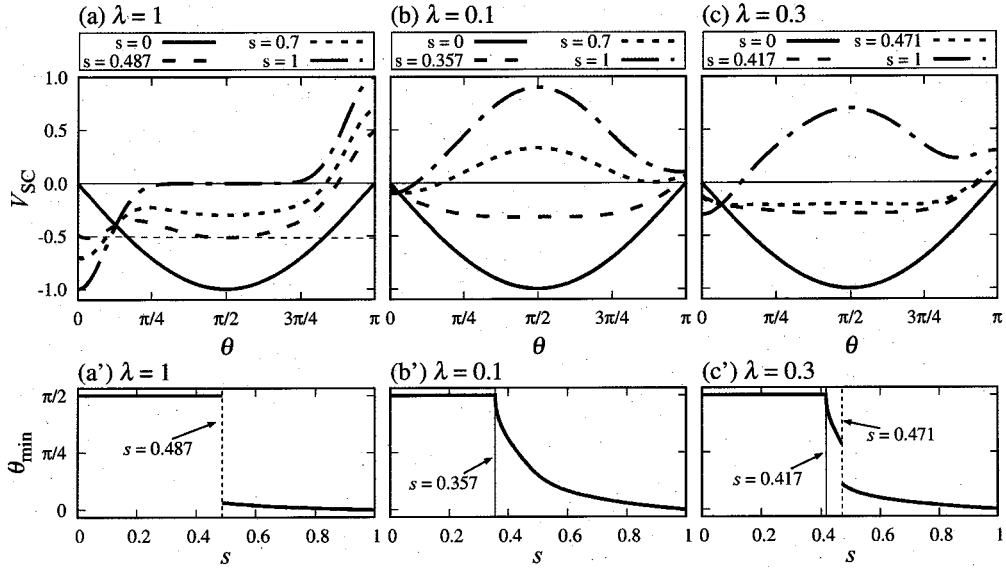 (a) λ = 1
s = 0
s = 0.7
s = 0.487
s = 1
1.0
0.5
0.0
-0.5
-1.0
V_SC
0
π/4
π/2
3π/4
π
θ
(b) λ = 0.1
s = 0
s = 0.7
s = 0.357
s = 1
0
π/4
π/2
3π/4
π
θ
(c) λ = 0.3
s = 0
s = 0.471
s = 0.417
s = 1
0
π/4
π/2
3π/4
π
θ
(a') λ = 1
π/2
π/4
0
θ_min
s = 0.487
0
0.2
0.4
0.6
0.8
1
s
(b') λ = 0.1
s = 0.357
0
0.2
0.4
0.6
0.8
1
s
(c') λ = 0.3
s = 0.471
s = 0.417
0
0.2
0.4
0.6
0.8
1
s